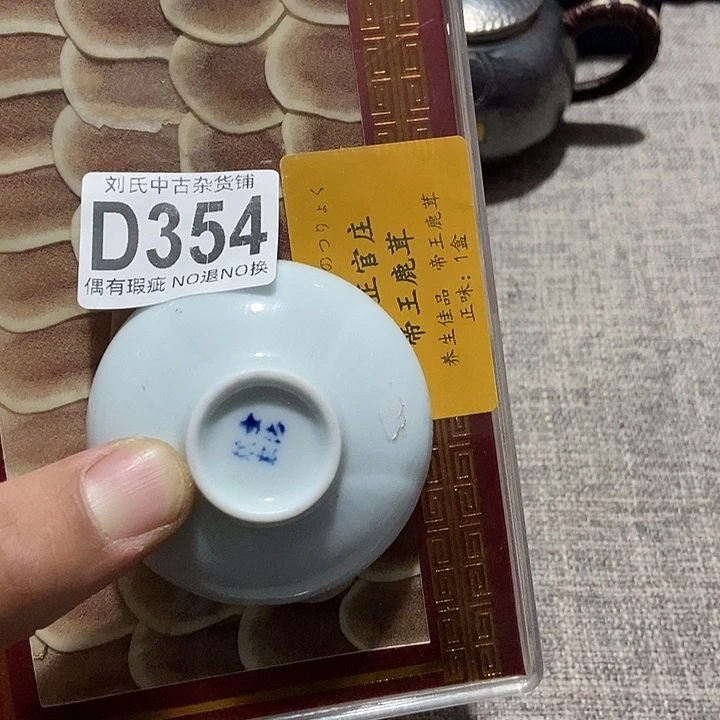 刘氏中古杂货铺
D354
偶有瑕疵 NO退NO换
のつりょく
正官庄
帝王鹿茸
养生佳品 帝王鹿茸
正味：1盒